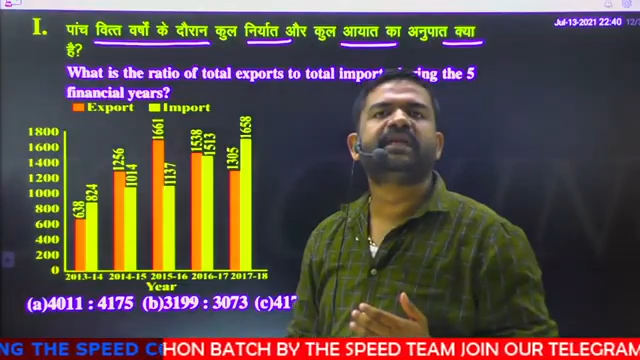 I. पांच वित्त वर्षों के दौरान कुल निर्यात और कुल आयात का अनुपात क्या
है?
What is the ratio of total exports to total import the 5
financial years?
Export Import
1800
1600
1400
1200
1000
800
600
400
200
0
638
824
1256
1014
1661
1137
1538
1513
1305
1658
2013-14 2014-15 2015-16 2016-17 2017-18
Year
(a)4011 : 4175 (b)3199 : 3073 (c)417
Jul-13-2021 22:40
NG THE SPEED C HON BATCH BY THE SPEED TEAM JOIN OUR TELEGRAM